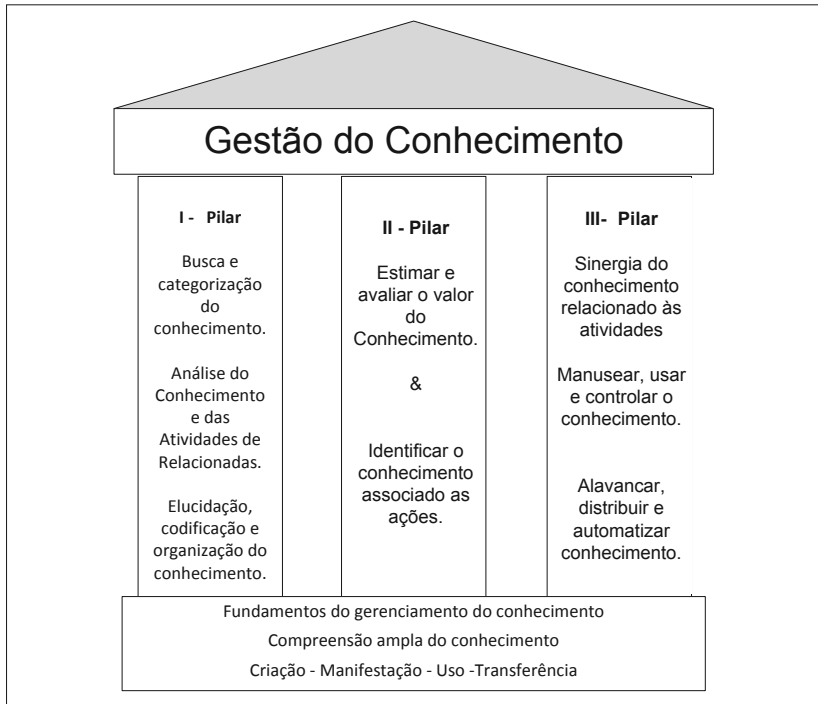 Gestão do Conhecimento
I - Pilar
Busca e
categorização
do
conhecimento.
Análise do
Conhecimento
e das
Atividades de
Relacionadas.
Elucidação,
codificação e
organização do
conhecimento.
II - Pilar
Estimar e
avaliar o valor
do
Conhecimento.
&
Identificar o
conhecimento
associado as
ações.
III- Pilar
Sinergia do
conhecimento
relacionado às
atividades
Manusear, usar
e controlar o
conhecimento.
Alavancar,
distribuir e
automatizar
conhecimento.
Fundamentos do gerenciamento do conhecimento
Compreensão ampla do conhecimento
Criação - Manifestação - Uso -Transferência